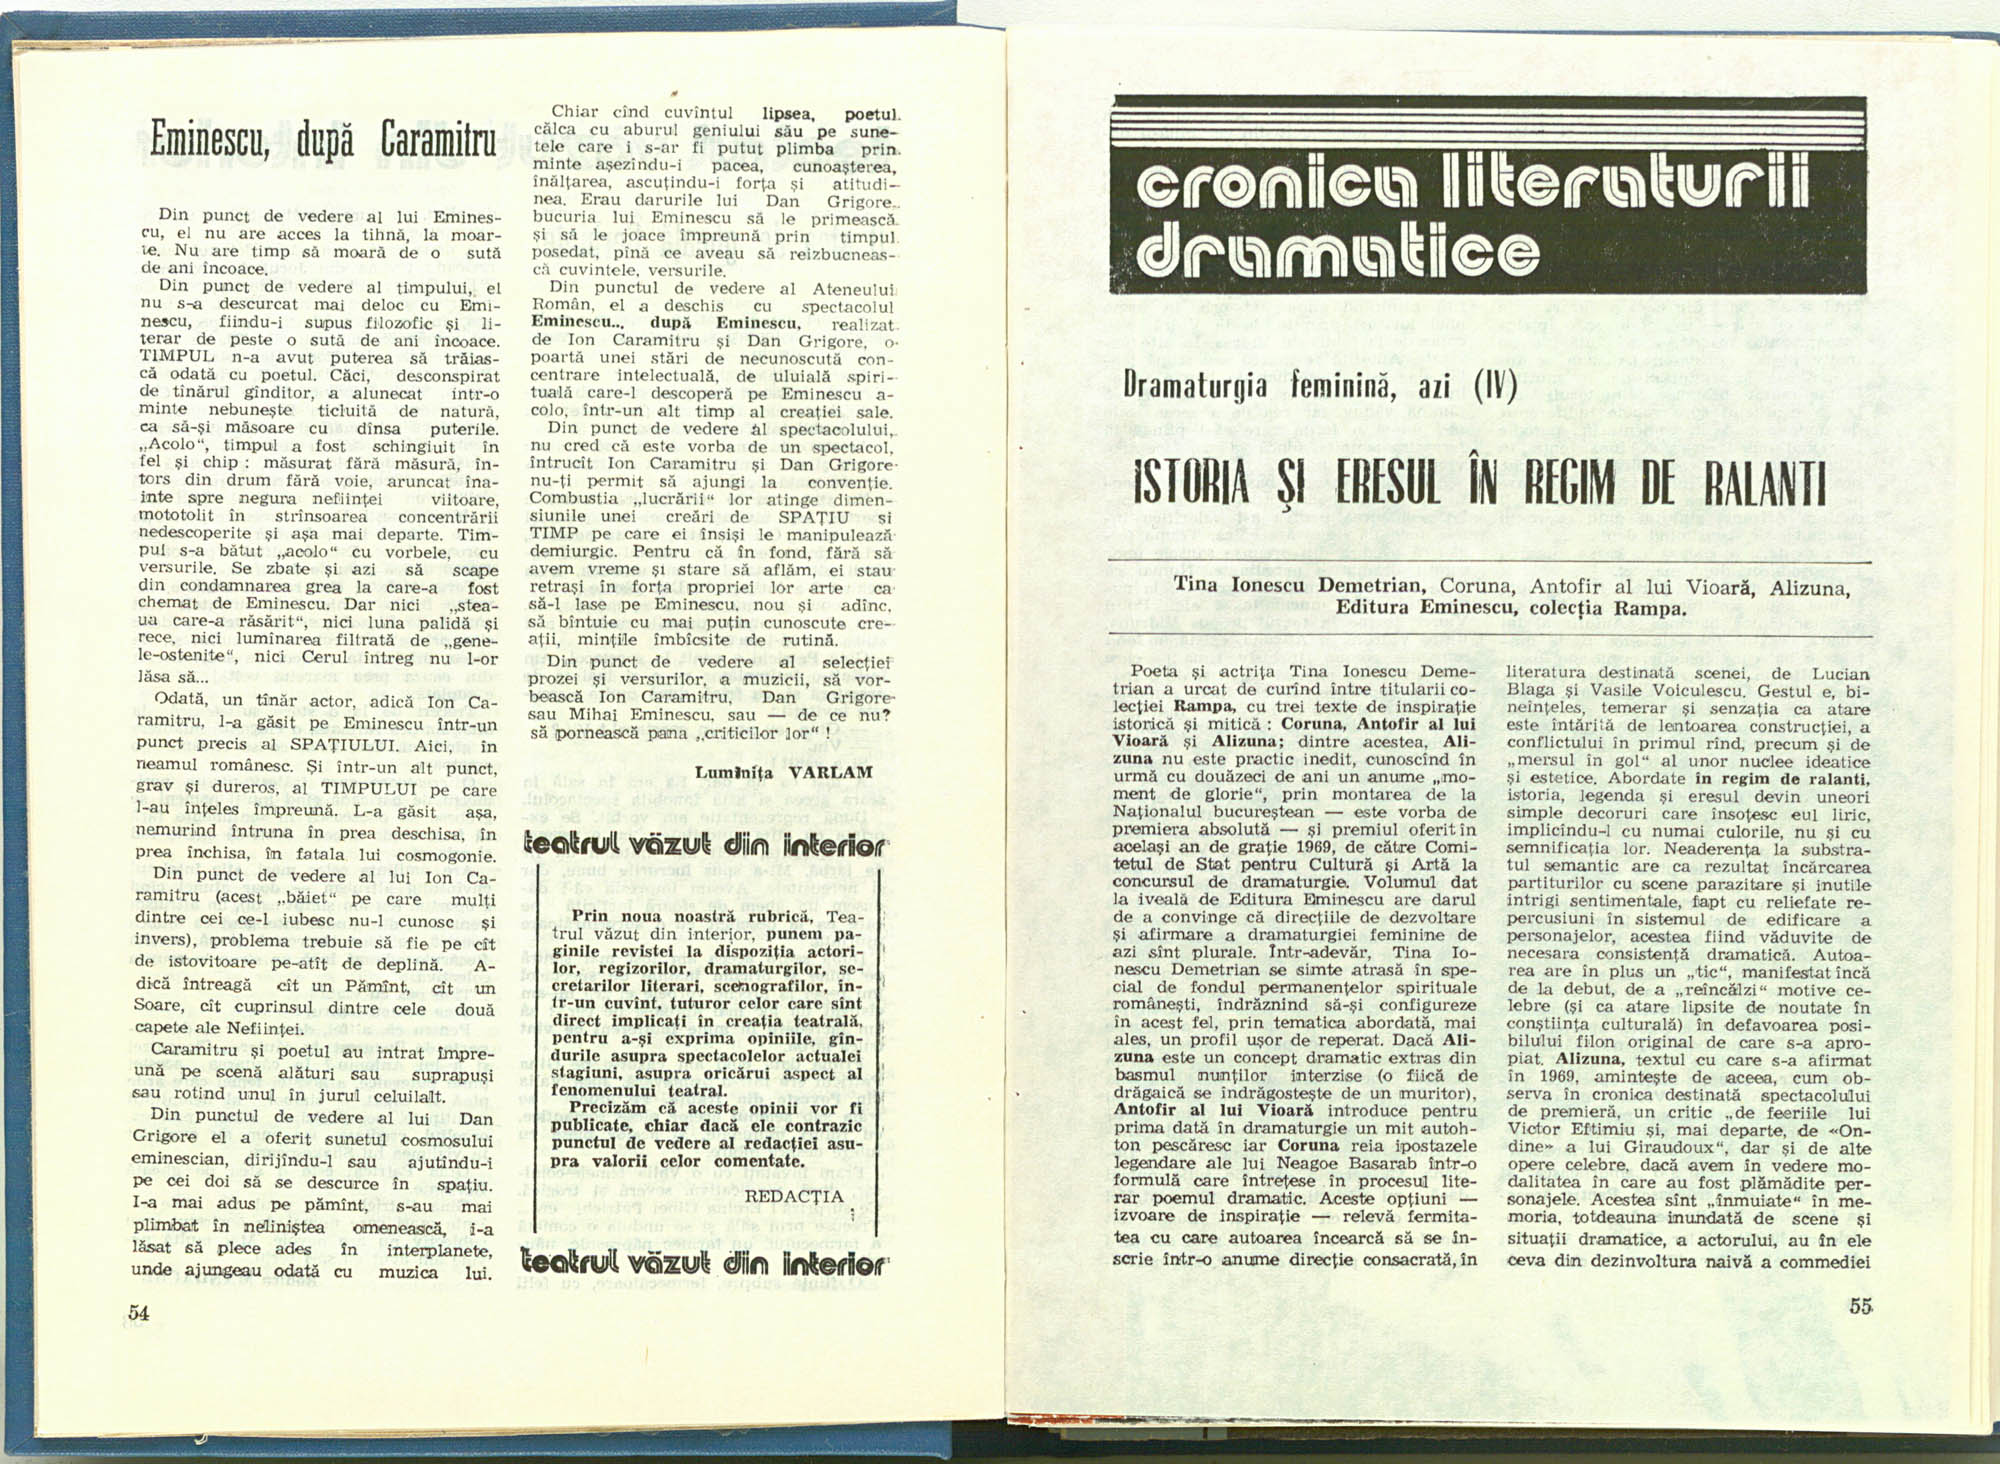 Eminescu, după Caramitru
Din punct de vedere al lui Emines-
cu, el nu are acces la tihnă, la moar-
te. Nu are timp să moară de o sută
de ani încoace.
Din punct de vedere al timpului, el
nu s-a descurcat mai deloc cu Emi-
nescu, fiindu-i supus filozofic și li-
terar de peste o sută de ani încoace.
TIMPUL n-a avut puterea să trăias-
că odată cu poetul. Căci, desconspirat
de tînărul gînditor, a alunecat într-o
minte nebunește ticluită de natură,
ca să-și măsoare cu dînsa puterile.
„Acolo“, timpul a fost schingiuit în
fel și chip : măsurat fără măsură, în-
tors din drum fără voie, aruncat îna-
inte spre negura neființei viitoare,
mototolit în strînsoarea concentrării
nedescoperite și așa mai departe. Tim-
pul s-a bătut „acolo“ cu vorbele, cu
versurile. Se zbate și azi să scape
din condamnarea grea la care-a fost
chemat de Eminescu. Dar nici „stea-
ua care-a răsărit“, nici luna palidă și
rece, nici lumînarea filtrată de „gene-
le-ostenite“, nici Cerul întreg nu l-or
lăsa să...
Odată, un tînăr actor, adică Ion Ca-
ramitru, l-a găsit pe Eminescu într-un
punct precis al SPAȚIULUI. Aici, în
neamul românesc. Și într-un alt punct,
grav și dureros, al TIMPULUI pe care
l-au înțeles împreună. L-a găsit așa,
nemurind întruna în prea deschisa, în
prea închisa, în fatala lui cosmogonie.
Din punct de vedere al lui Ion Ca-
ramitru (acest „băiet“ pe care mulți
dintre cei ce-l iubesc nu-l cunosc și
invers), problema trebuie să fie pe cît
de istovitoare pe-atît de deplină. A-
dică întreagă cît un Pămînt, cît un
Soare, cît cuprinsul dintre cele două
capete ale Neființei.
Caramitru și poetul au intrat împre-
ună pe scenă alături sau suprapuși
sau rotind unul în jurul celuilalt.
Din punctul de vedere al lui Dan
Grigore el a oferit sunetul cosmosului
eminescian, dirijîndu-l sau ajutîndu-i
pe cei doi să se descurce în spațiu.
I-a mai adus pe pămînt, s-au mai
plimbat în neliniștea omenească, i-a
lăsat să plece ades în interplanete,
unde ajungeau odată cu muzica lui.
54
Chiar cînd cuvîntul lipsea, poetul
călca cu aburul geniului său pe sune-
tele care i s-ar fi putut plimba prin
minte așezîndu-i pacea, cunoașterea,
înălțarea, ascuțindu-i forța și atitudi-
nea. Erau darurile lui Dan Grigore,
bucuria lui Eminescu să le primească
și să le joace împreună prin timpul
posedat, pînă ce aveau să reizbucneas-
că cuvintele, versurile.
Din punctul de vedere al Ateneului
Român, el a deschis cu spectacolul
Eminescu... după Eminescu, realizat
de Ion Caramitru și Dan Grigore, o
poartă unei stări de necunoscută con-
centrare intelectuală, de uluială spiri-
tuală care-l descoperă pe Eminescu a-
colo, într-un alt timp al creației sale.
Din punct de vedere al spectacolului,
nu cred că este vorba de un spectacol,
întrucît Ion Caramitru și Dan Grigore
nu-ți permit să ajungi la convenție.
Combustia „lucrării“ lor atinge dimen-
siunile unei creări de SPAȚIU și
TIMP pe care ei însiși le manipulează
demiurgic. Pentru că în fond, fără să
avem vreme și stare să aflăm, ei stau
retrași în forța propriei lor arte ca
să-l lase pe Eminescu, nou și adînc,
să bîntuie cu mai puțin cunoscute cre-
ații, mințile îmbîcsite de rutină.
Din punct de vedere al selecției
prozei și versurilor, a muzicii, să vor-
bească Ion Caramitru, Dan Grigore
sau Mihai Eminescu, sau — de ce nu?
să pornească pana „criticilor lor“ !
Luminița VARLAM
teatrul văzut din interior
Prin noua noastră rubrică, Tea-
trul văzut din interior, punem pa-
ginile revistei la dispoziția actori-
lor, regizorilor, dramaturgilor, se-
cretarilor literari, scenografilor, în-
tr-un cuvînt, tuturor celor care sînt
direct implicați în creația teatrală,
pentru a-și exprima opiniile, gîn-
durile asupra spectacolelor actualei
stagiuni, asupra oricărui aspect al
fenomenului teatral.
Precizăm că aceste opinii vor fi
publicate, chiar dacă ele contrazic
punctul de vedere al redacției asu-
pra valorii celor comentate.
REDACȚIA
teatrul văzut din interior
cronica literaturii
dramatice
Dramaturgia feminină, azi (IV)
ISTORIA ȘI ERESUL ÎN REGIM DE RALANTI
Tina Ionescu Demetrian, Coruna, Antofir al lui Vioară, Alizuna,
Editura Eminescu, colecția Rampa.
Poeta și actrița Tina Ionescu Deme-
trian a urcat de curînd între titularii co-
lecției Rampa, cu trei texte de inspirație
istorică și mitică : Coruna, Antofir al lui
Vioară și Alizuna; dintre acestea, Ali-
zuna nu este practic inedit, cunoscînd în
urmă cu douăzeci de ani un anume „mo-
ment de glorie“, prin montarea de la
Naționalul bucureștean — este vorba de
premiera absolută — și premiul oferit în
același an de grație 1969, de către Comi-
tetul de Stat pentru Cultură și Artă la
concursul de dramaturgie. Volumul dat
la iveală de Editura Eminescu are darul
de a convinge că direcțiile de dezvoltare
și afirmare a dramaturgiei feminine de
azi sînt plurale. Într-adevăr, Tina Io-
nescu Demetrian se simte atrasă în spe-
cial de fondul permanențelor spirituale
românești, îndrăznind să-și configureze
în acest fel, prin tematica abordată, mai
ales, un profil ușor de reperat. Dacă Ali-
zuna este un concept dramatic extras din
basmul munților interzise (o fiică de
drăgaică se îndrăgostește de un muritor),
Antofir al lui Vioară introduce pentru
prima dată în dramaturgie un mit autoh-
ton pescăresc iar Coruna reia ipostazele
legendare ale lui Neagoe Basarab într-o
formulă care întrețese în procesul lite-
rar poemul dramatic. Aceste opțiuni —
izvoare de inspirație — relevă fermita-
tea cu care autoarea încearcă să se în-
scrie într-o anume direcție consacrată, în
literatura destinată scenei, de Lucian
Blaga și Vasile Voiculescu. Gestul e, bi-
neînțeles, temerar și senzația ca atare
este întărită de lentoarea construcției, a
conflictului în primul rînd, precum și de
„mersul în gol“ al unor nuclee ideatice
și estetice. Abordate în regim de ralanti,
istoria, legenda și eresul devin uneori
simple decoruri care însoțesc eul liric,
implicîndu-l cu numai culorile, nu și cu
semnificația lor. Neaderența la substra-
tul semantic are ca rezultat încărcarea
partiturilor cu scene parazitare și inutile
intrigi sentimentale, fapt cu reliefate re-
percusiuni în sistemul de edificare a
personajelor, acestea fiind văduvite de
necesara consistență dramatică. Autoa-
rea are în plus un „tic“, manifestat încă
de la debut, de a „reîncălzi“ motive ce-
lebre (și ca atare lipsite de noutate în
conștiința culturală) în defavoarea posi-
bilului filon original de care s-a apro-
piat. Alizuna, textul cu care s-a afirmat
în 1969, amintește de aceea, cum ob-
serva în cronica destinată spectacolului
de premieră, un critic „de feeriile lui
Victor Eftimiu și, mai departe, de «On-
dine» a lui Giraudoux“, dar și de alte
opere celebre, dacă avem în vedere mo-
dalitatea în care au fost plămădite per-
sonajele. Acestea sînt „înmuiate“ în me-
moria, totdeauna inundată de scene și
situații dramatice, a actorului, au în ele
ceva din dezinvoltura naivă a commediei
55